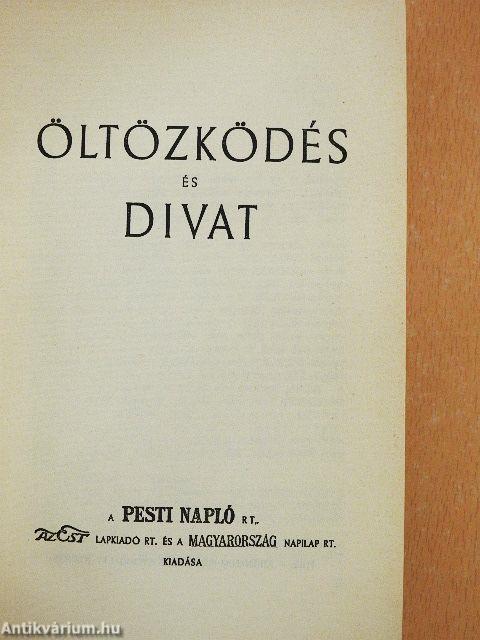 ÖLTÖZKÖDÉS
ÉS
DIVAT
A PESTI NAPLÓ RT.,
AZ EST LAPKIADÓ RT. ÉS A MAGYARORSZÁG NAPILAP RT.
KIADÁSA
Antikvárium.hu